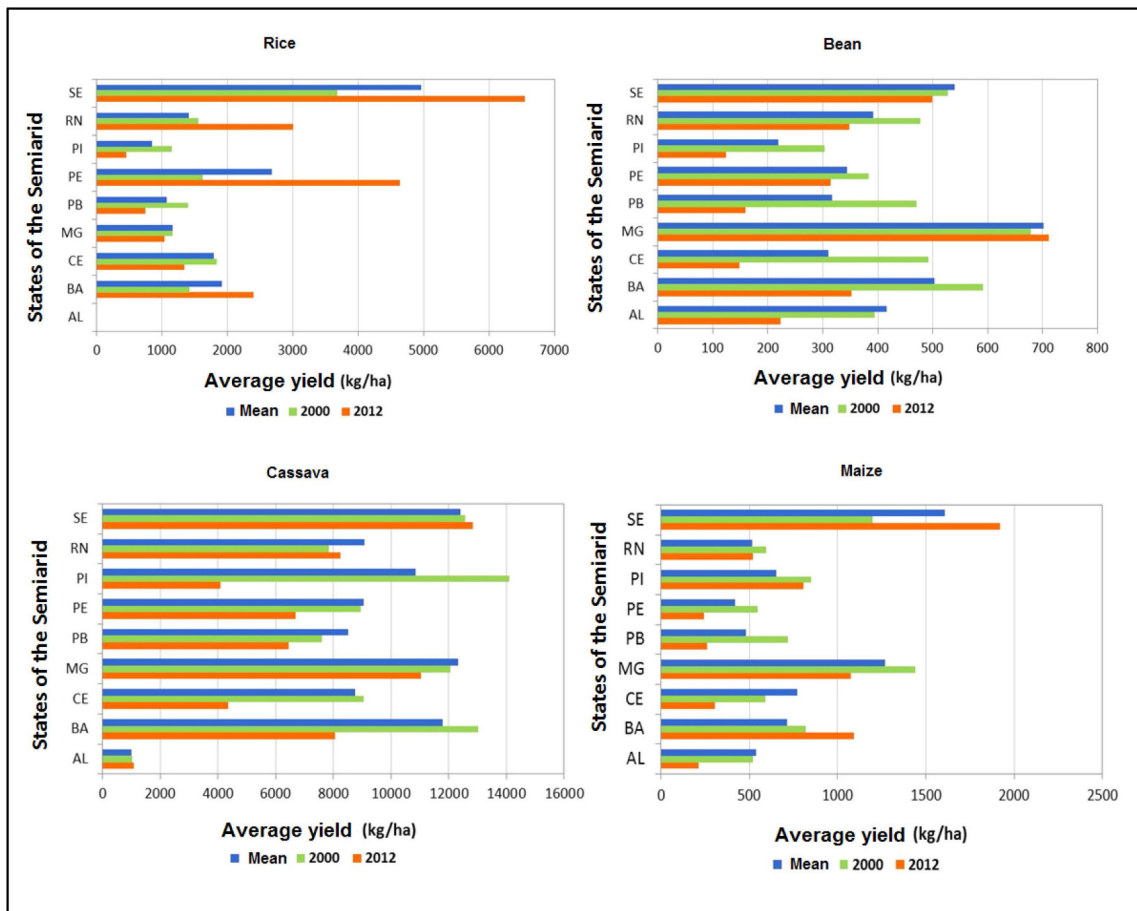 Rice
States of the Semiarid
SE
RN
PI
PE
PB
MG
CE
BA
AL
0 1000 2000 3000 4000 5000 6000 7000
Average yield (kg/ha)
Mean 2000 2012
Bean
States of the Semiarid
SE
RN
PI
PE
PB
MG
CE
BA
AL
0 100 200 300 400 500 600 700 800
Average yield (kg/ha)
Mean 2000 2012
Cassava
States of the Semiarid
SE
RN
PI
PE
PB
MG
CE
BA
AL
0 2000 4000 6000 8000 10000 12000 14000 16000
Average yield (kg/ha)
Mean 2000 2012
Maize
States of the Semiarid
SE
RN
PI
PE
PB
MG
CE
BA
AL
0 500 1000 1500 2000 2500
Average yield (kg/ha)
Mean 2000 2012